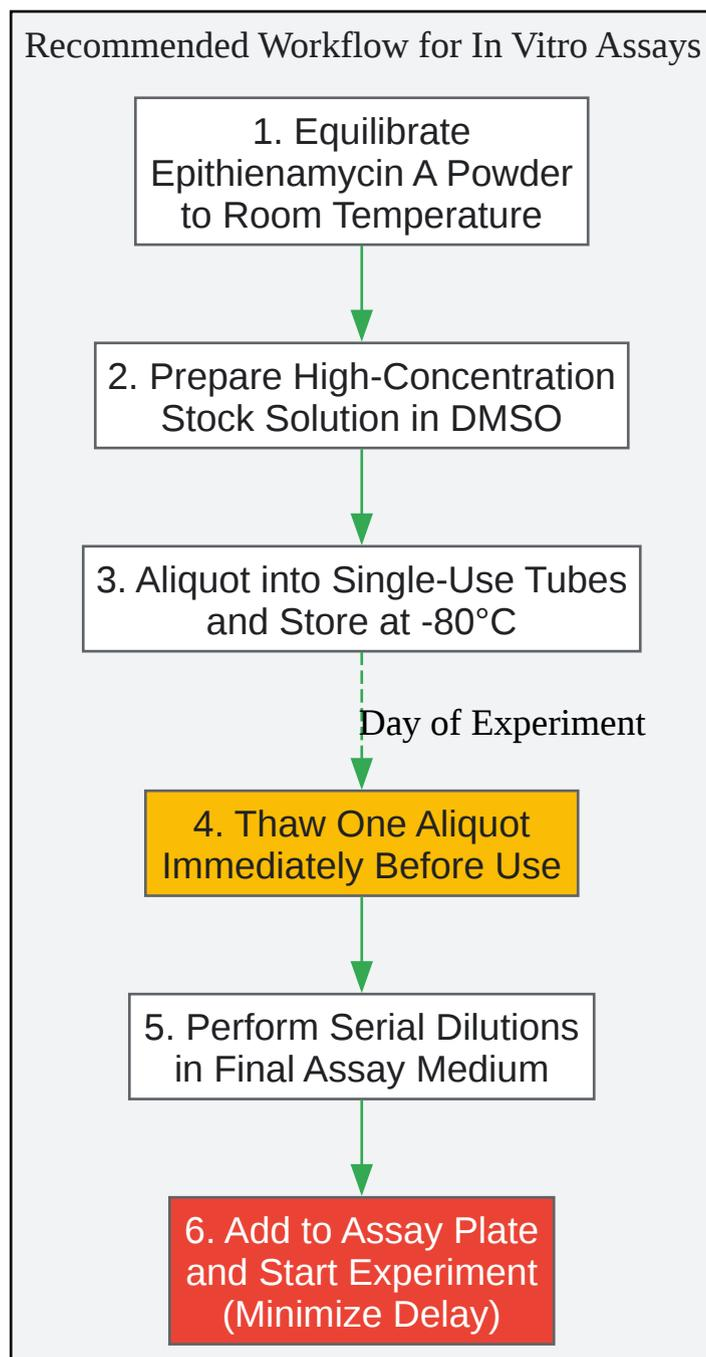 Recommended Workflow for In Vitro Assays
1. Equilibrate
Epithienamycin A Powder
to Room Temperature
2. Prepare High-Concentration
Stock Solution in DMSO
3. Aliquot into Single-Use Tubes
and Store at -80°C
Day of Experiment
4. Thaw One Aliquot
Immediately Before Use
5. Perform Serial Dilutions
in Final Assay Medium
6. Add to Assay Plate
and Start Experiment
(Minimize Delay)